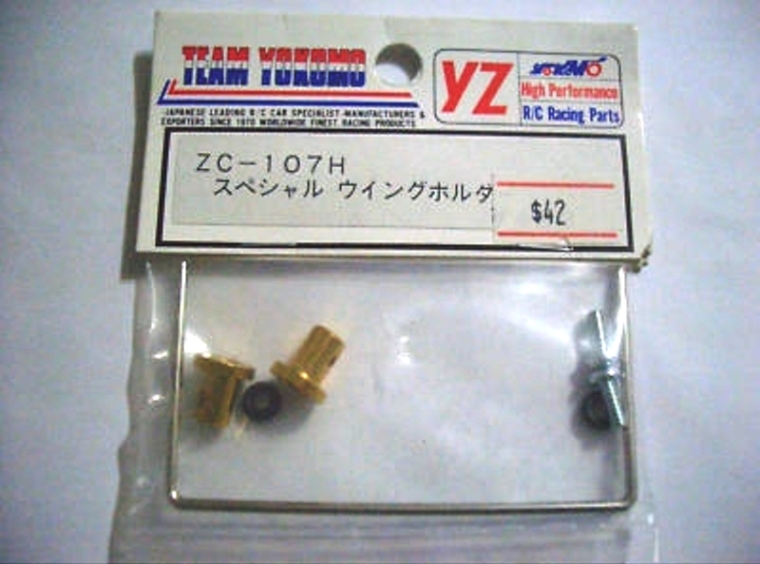 TEAM YOKOMO
-JAPANESE LEADING R/C CAR SPECIALIST-MANUFACTURERS &
EXPORTERS SINCE 1970 WORLDWIDE FINEST RACING PRODUCTS
YZ
YOKOMO
High Performance
R/C Racing Parts
ZC-107H
スペシャル ウイングホルダ
$42